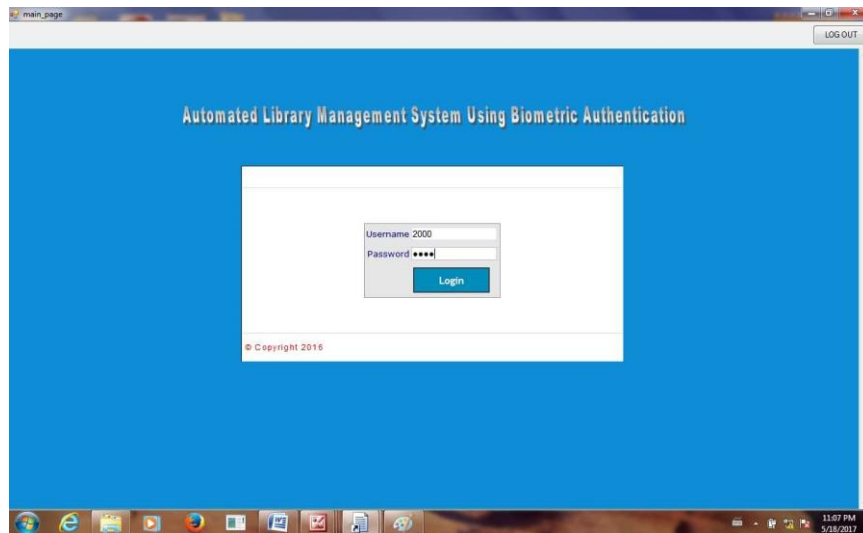 main_page
LOG OUT
Automated Library Management System Using Biometric Authentication
Username 2000
Password ••••
Login
© Copyright 2016
11:07 PM
5/18/2017